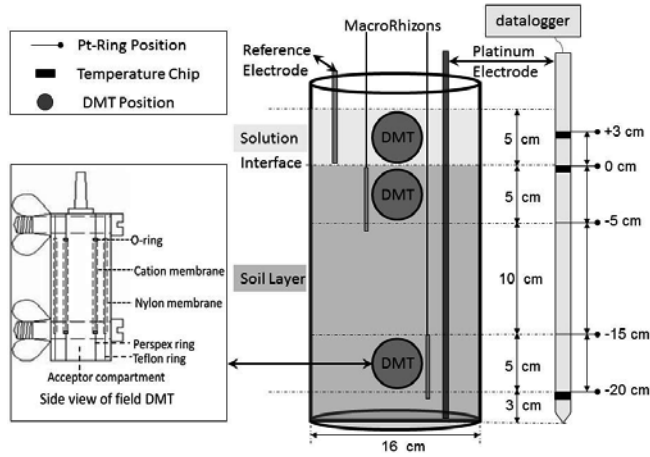 Pt-Ring Position
Temperature Chip
DMT Position
O-ring
Cation membrane
Nylon membrane
Perspex ring
Teflon ring
Acceptor compartment
Side view of field DMT
Reference
Electrode
MacroRhizons
Platinum
Electrode
datalogger
Solution
Interface
Soil Layer
DMT
DMT
DMT
5 cm
5 cm
10
cm
5 cm
3 cm
16 cm
+3 cm
0 cm
-5 cm
-15 cm
-20 cm